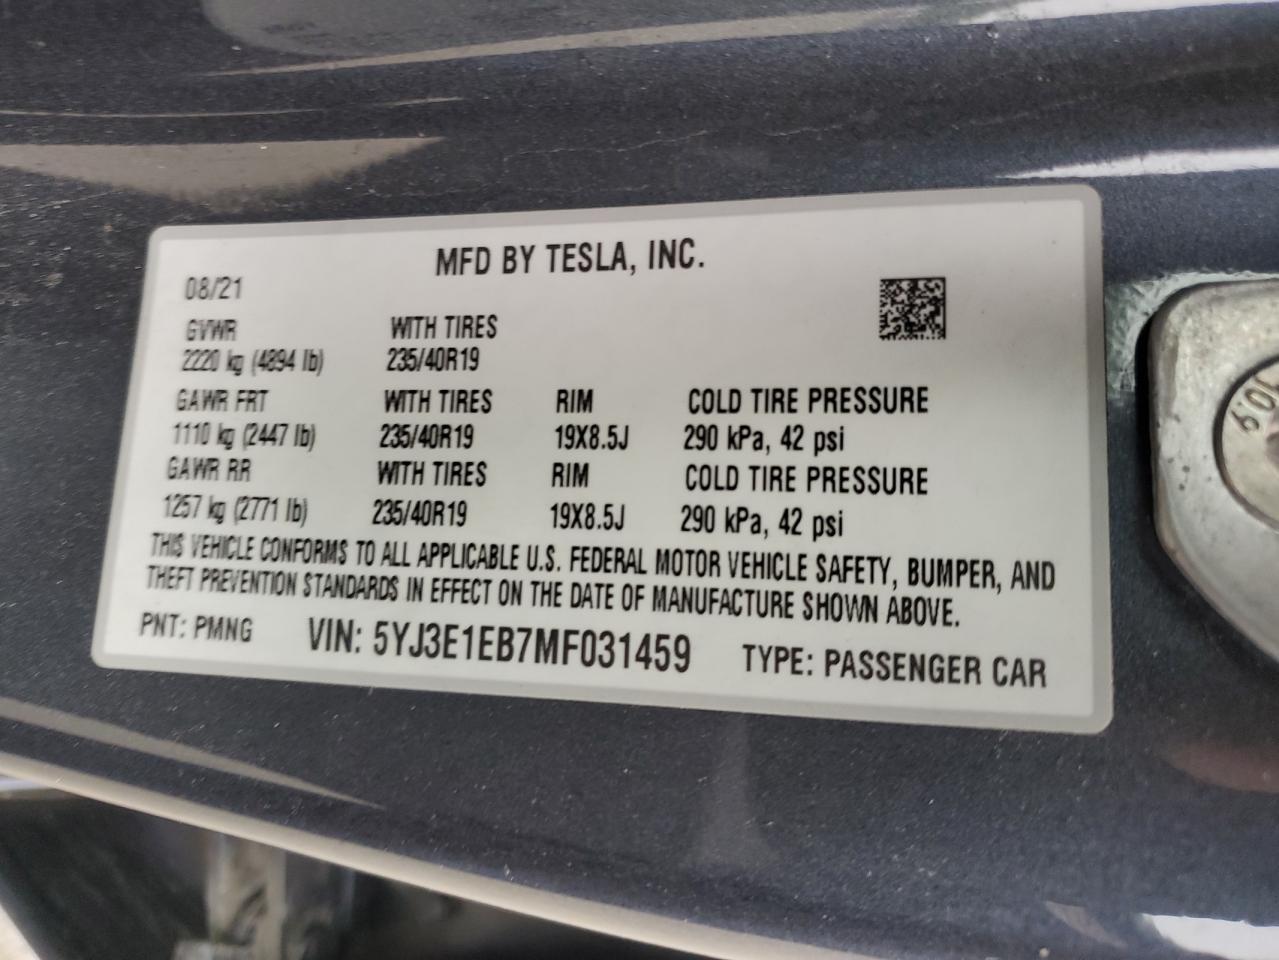 MFD BY TESLA, INC.
08/21
GVWR WITH TIRES
2220 kg (4894 lb) 235/40R19
GAWR FRT WITH TIRES RIM COLD TIRE PRESSURE
1110 kg (2447 lb) 235/40R19 19X8.5J 290 kPa, 42 psi
GAWR RR WITH TIRES RIM COLD TIRE PRESSURE
1257 kg (2771 lb) 235/40R19 19X8.5J 290 kPa, 42 psi
THIS VEHICLE CONFORMS TO ALL APPLICABLE U.S. FEDERAL MOTOR VEHICLE SAFETY, BUMPER, AND
THEFT PREVENTION STANDARDS IN EFFECT ON THE DATE OF MANUFACTURE SHOWN ABOVE.
PNT: PMNG VIN: 5YJ3E1EB7MF031459 TYPE: PASSENGER CAR
10.9